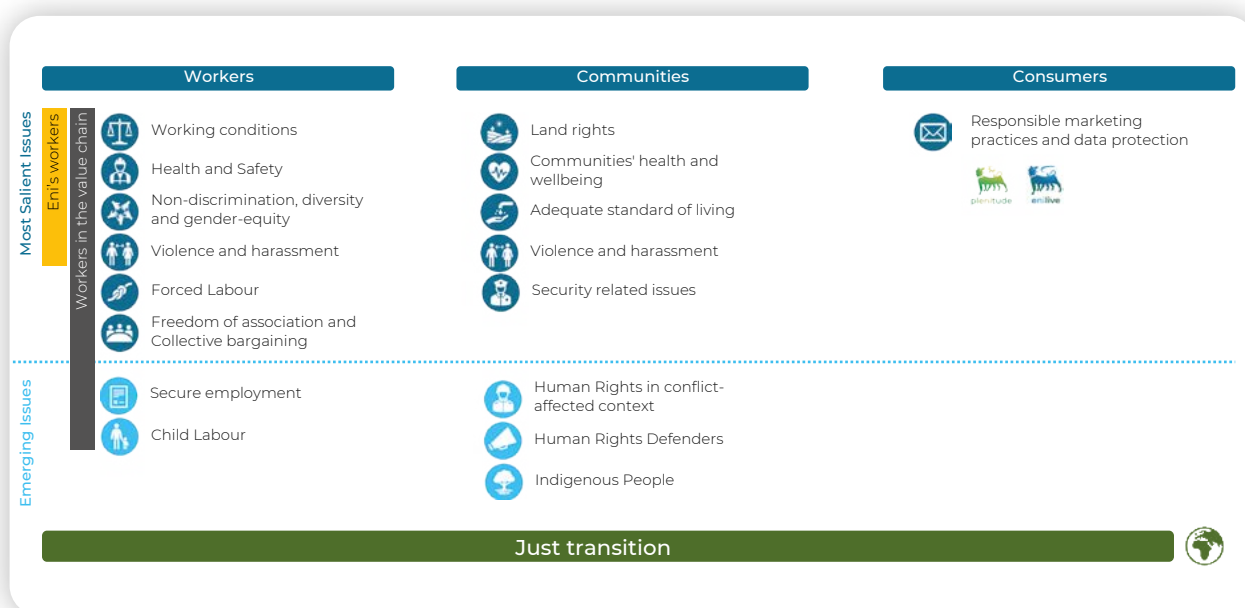 Workers
Communities
Consumers
Most Salient Issues
Eni's workers
Workers in the value chain
Working conditions
Health and Safety
Non-discrimination, diversity
and gender-equity
Violence and harassment
Forced Labour
Freedom of association and
Collective bargaining
Land rights
Communities' health and
wellbeing
Adequate standard of living
Violence and harassment
Security related issues
Responsible marketing
practices and data protection
plenitude
enilive
Emerging Issues
Secure employment
Child Labour
Human Rights in conflict-
affected context
Human Rights Defenders
Indigenous People
Just transition